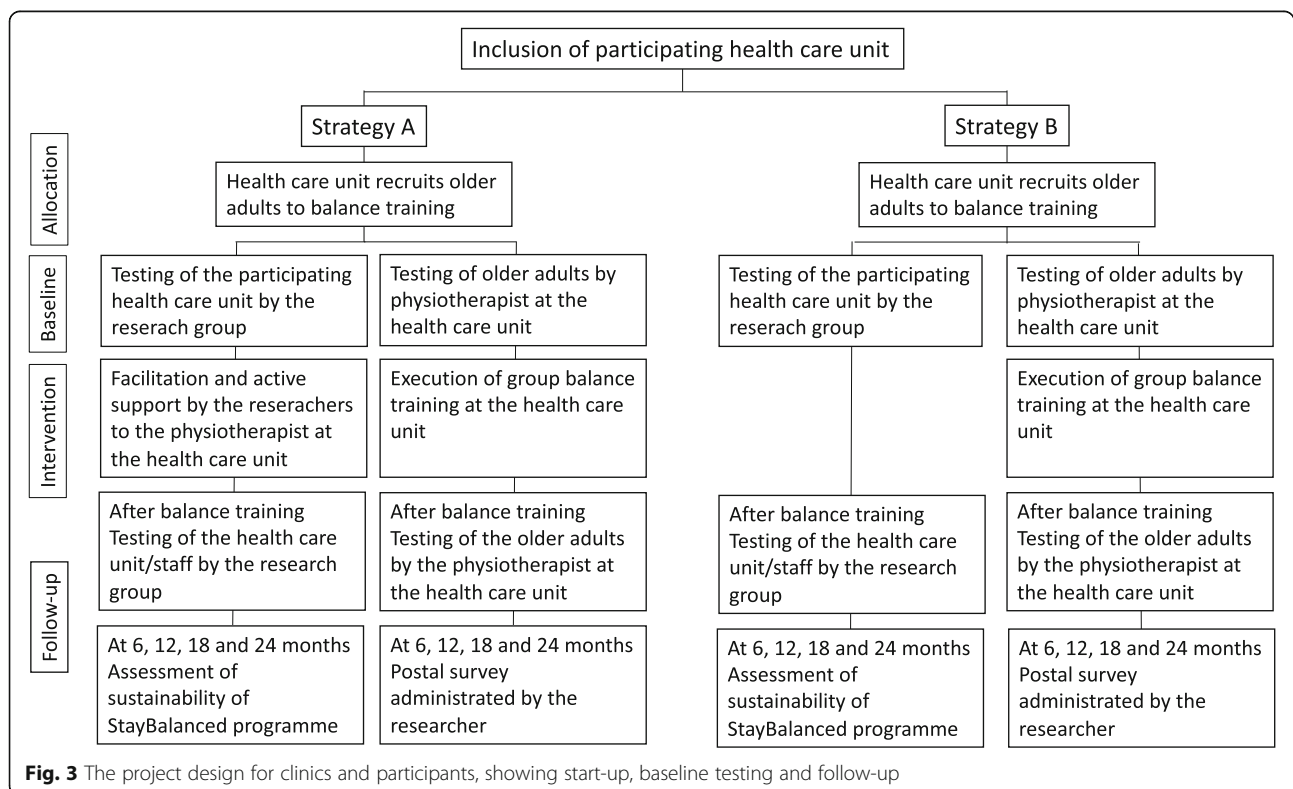 Inclusion of participating health care unit
Strategy A
Strategy B
Allocation
Health care unit recruits older
adults to balance training
Health care unit recruits older
adults to balance training
Baseline
Testing of the participating
health care unit by the
reserach group
Testing of older adults by
physiotherapist at the
health care unit
Testing of the participating
health care unit by the
reserach group
Testing of older adults by
physiotherapist at the
health care unit
Intervention
Facilitation and active
support by the reserachers
to the physiotherapist at
the health care unit
Execution of group balance
training at the health care
unit
Execution of group balance
training at the health care
unit
Follow-up
After balance training
Testing of the health care
unit/staff by the research
group
After balance training
Testing of the older adults
by the physiotherapist at
the health care unit
After balance training
Testing of the health care
unit/staff by the research
group
After balance training
Testing of the older adults
by the physiotherapist at
the health care unit
At 6, 12, 18 and 24 months
Assessment of
sustainability of
StayBalanced programme
At 6, 12, 18 and 24 months
Postal survey
administrated by the
researcher
At 6, 12, 18 and 24 months
Assessment of
sustainability of
StayBalanced programme
At 6, 12, 18 and 24 months
Postal survey
administrated by the
researcher
Fig. 3 The project design for clinics and participants, showing start-up, baseline testing and follow-up